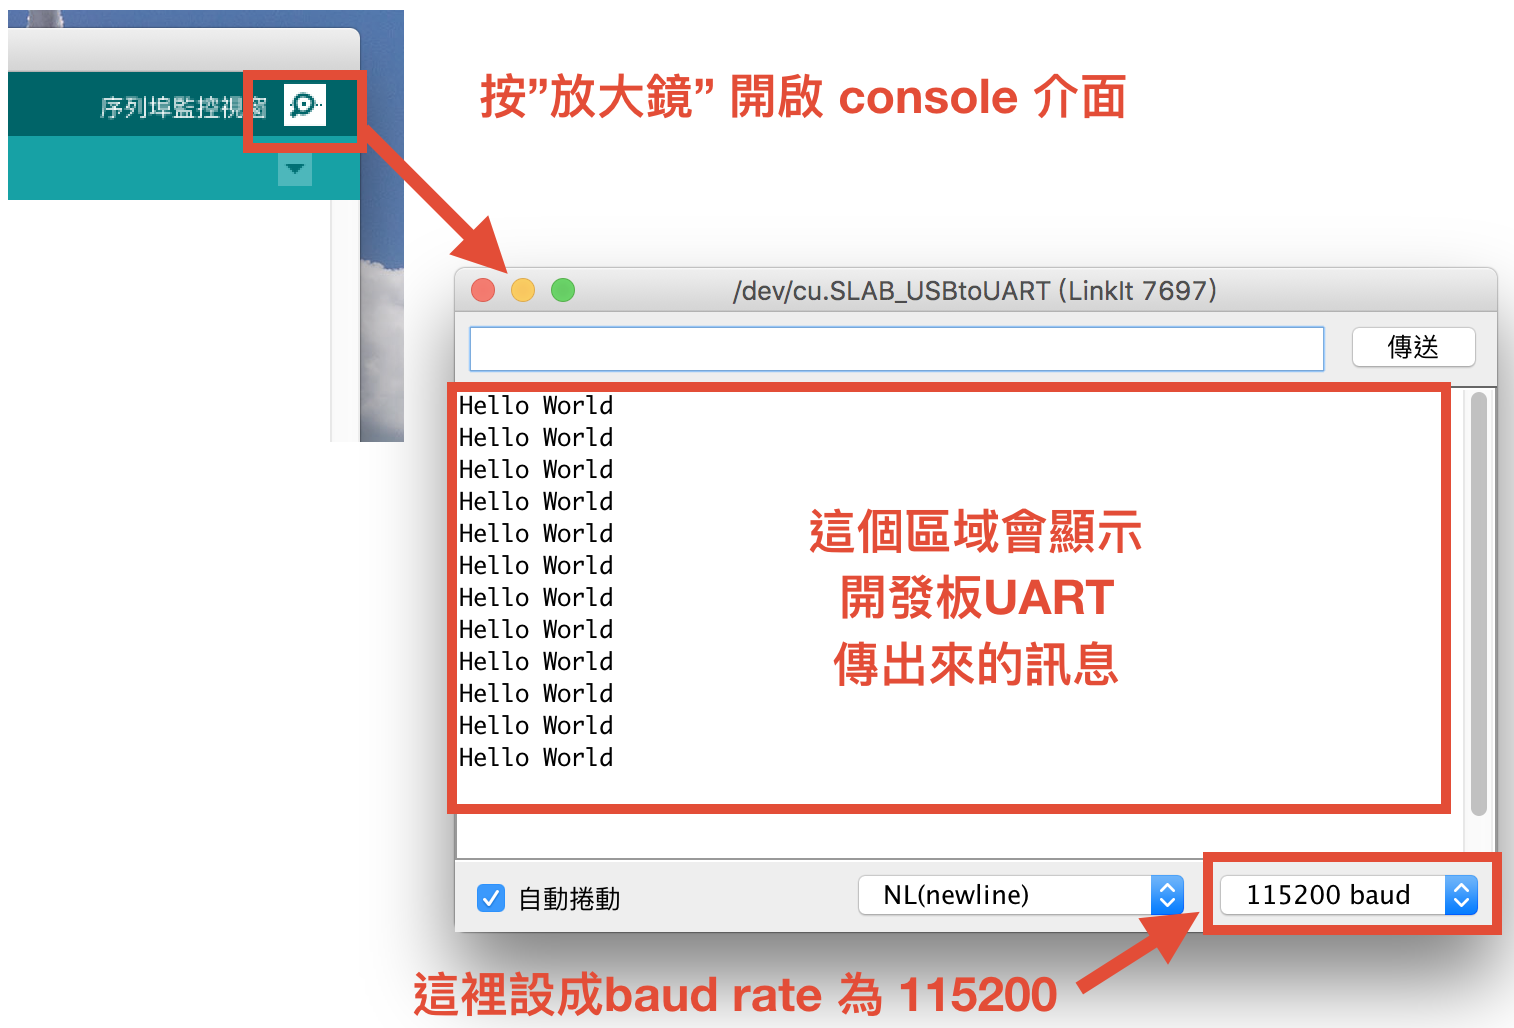 序列埠監控視窗
按”放大鏡” 開啟 console 介面
/dev/cu.SLAB_USBtoUART (LinkIt 7697)
傳送
Hello World
Hello World
Hello World
Hello World
Hello World
Hello World
Hello World
Hello World
Hello World
Hello World
Hello World
Hello World
這個區域會顯示
開發板UART
傳出來的訊息
自動捲動
NL(newline)
115200 baud
這裡設成baud rate 為 115200